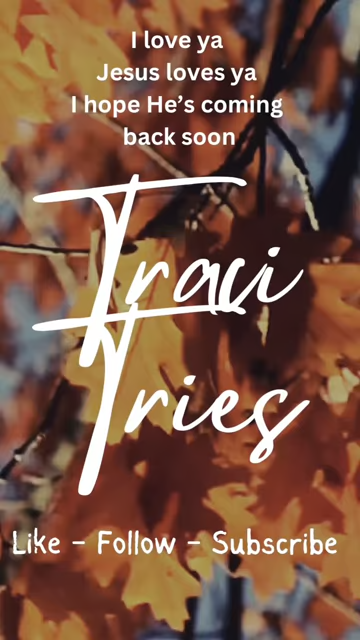 I love ya
Jesus loves ya
I hope He’s coming
back soon
Traci
Tries
Like - Follow - Subscribe